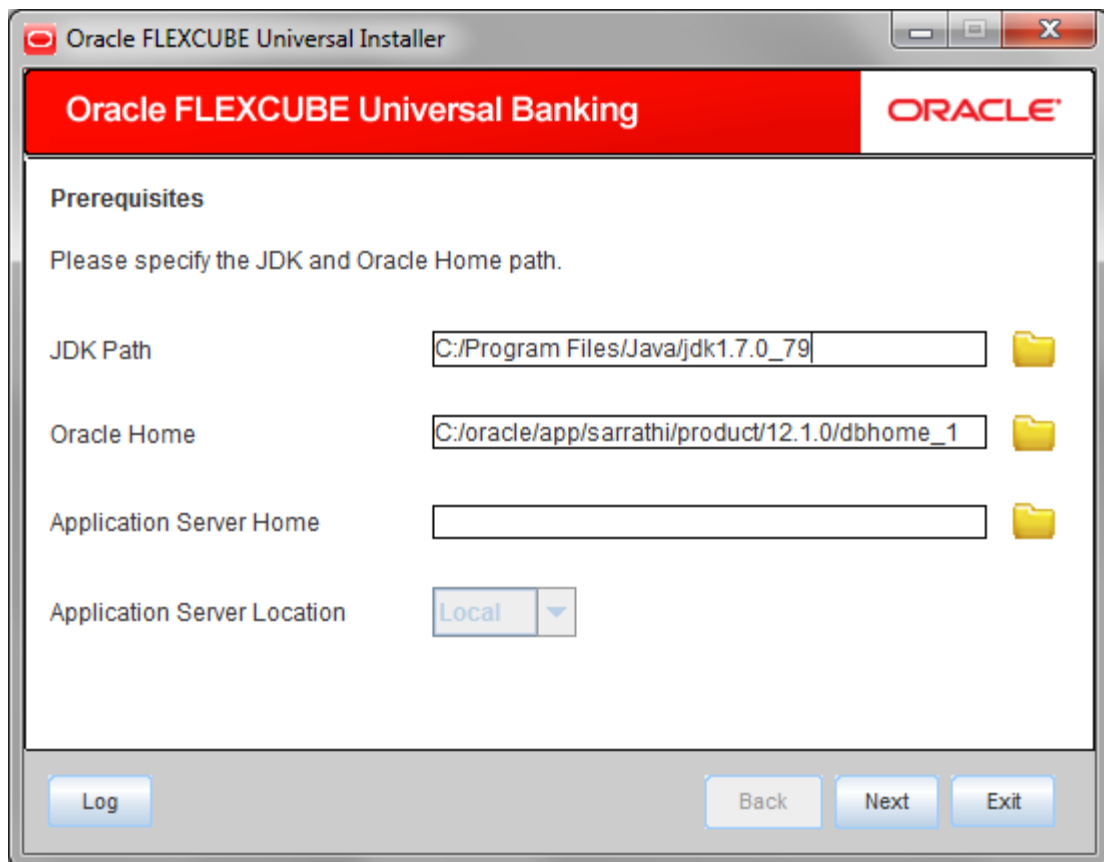 Oracle FLEXCUBE Universal Installer
Oracle FLEXCUBE Universal Banking
ORACLE
Prerequisites
Please specify the JDK and Oracle Home path.
JDK Path
C:/Program Files/Java/jdk1.7.0_79
Oracle Home
C:/oracle/app/sarrathi/product/12.1.0/dbhome_1
Application Server Home
Application Server Location
Local
Log
Back
Next
Exit